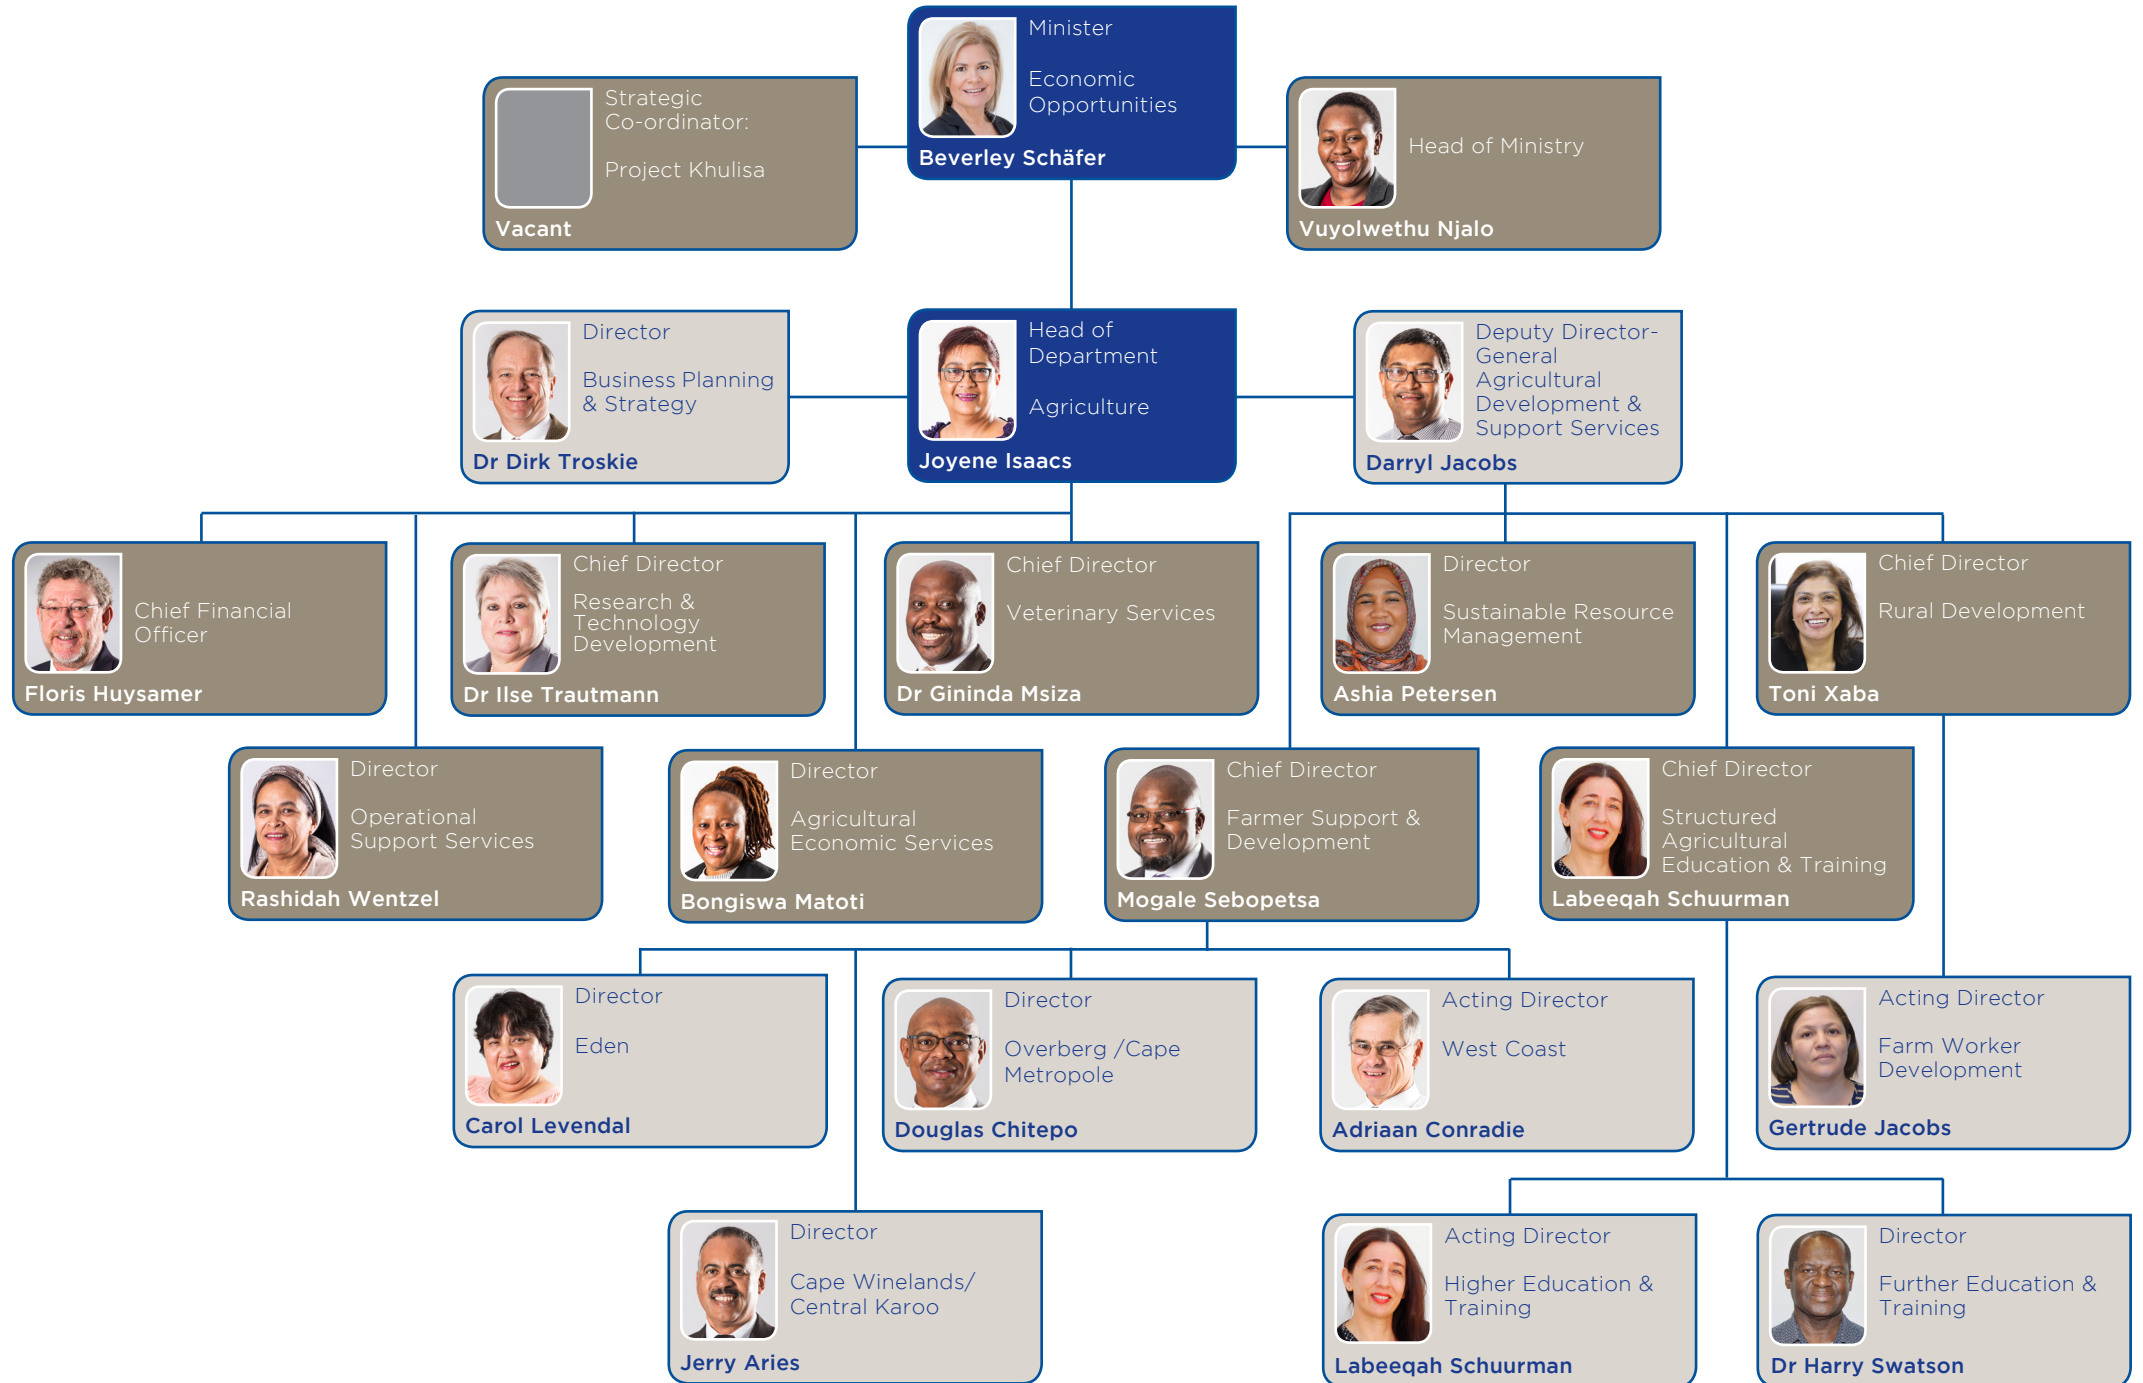 Minister
Economic
Opportunities
Beverley Schäfer
Strategic
Co-ordinator:
Project Khulisa
Vacant
Head of Ministry
Vuyolwethu Njalo
Director
Business Planning
& Strategy
Dr Dirk Troskie
Head of
Department
Agriculture
Joyene Isaacs
Deputy Director-
General
Agricultural
Development &
Support Services
Darryl Jacobs
Chief Financial
Officer
Floris Huysamer
Chief Director
Research &
Technology
Development
Dr Ilse Trautmann
Chief Director
Veterinary Services
Dr Gininda Msiza
Director
Sustainable Resource
Management
Ashia Petersen
Chief Director
Rural Development
Toni Xaba
Director
Operational
Support Services
Rashidah Wentzel
Director
Agricultural
Economic Services
Bongiswa Matoti
Chief Director
Farmer Support &
Development
Mogale Sebopetsa
Chief Director
Structured
Agricultural
Education & Training
Labeeqah Schuurman
Director
Eden
Carol Levendal
Director
Overberg /Cape
Metropole
Douglas Chitepo
Acting Director
West Coast
Adriaan Conradie
Acting Director
Farm Worker
Development
Gertrude Jacobs
Director
Cape Winelands/
Central Karoo
Jerry Aries
Acting Director
Higher Education &
Training
Labeeqah Schuurman
Director
Further Education &
Training
Dr Harry Swatson